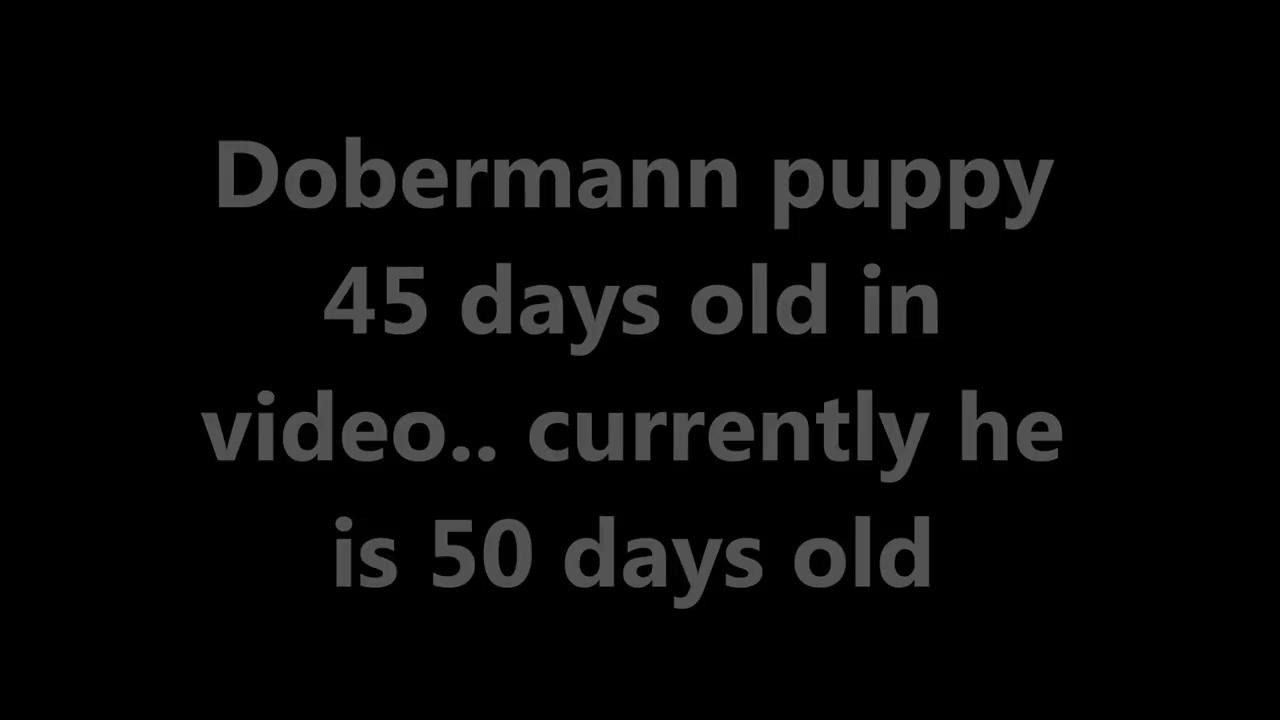 Dobermann puppy
45 days old in
video.. currently he
is 50 days old